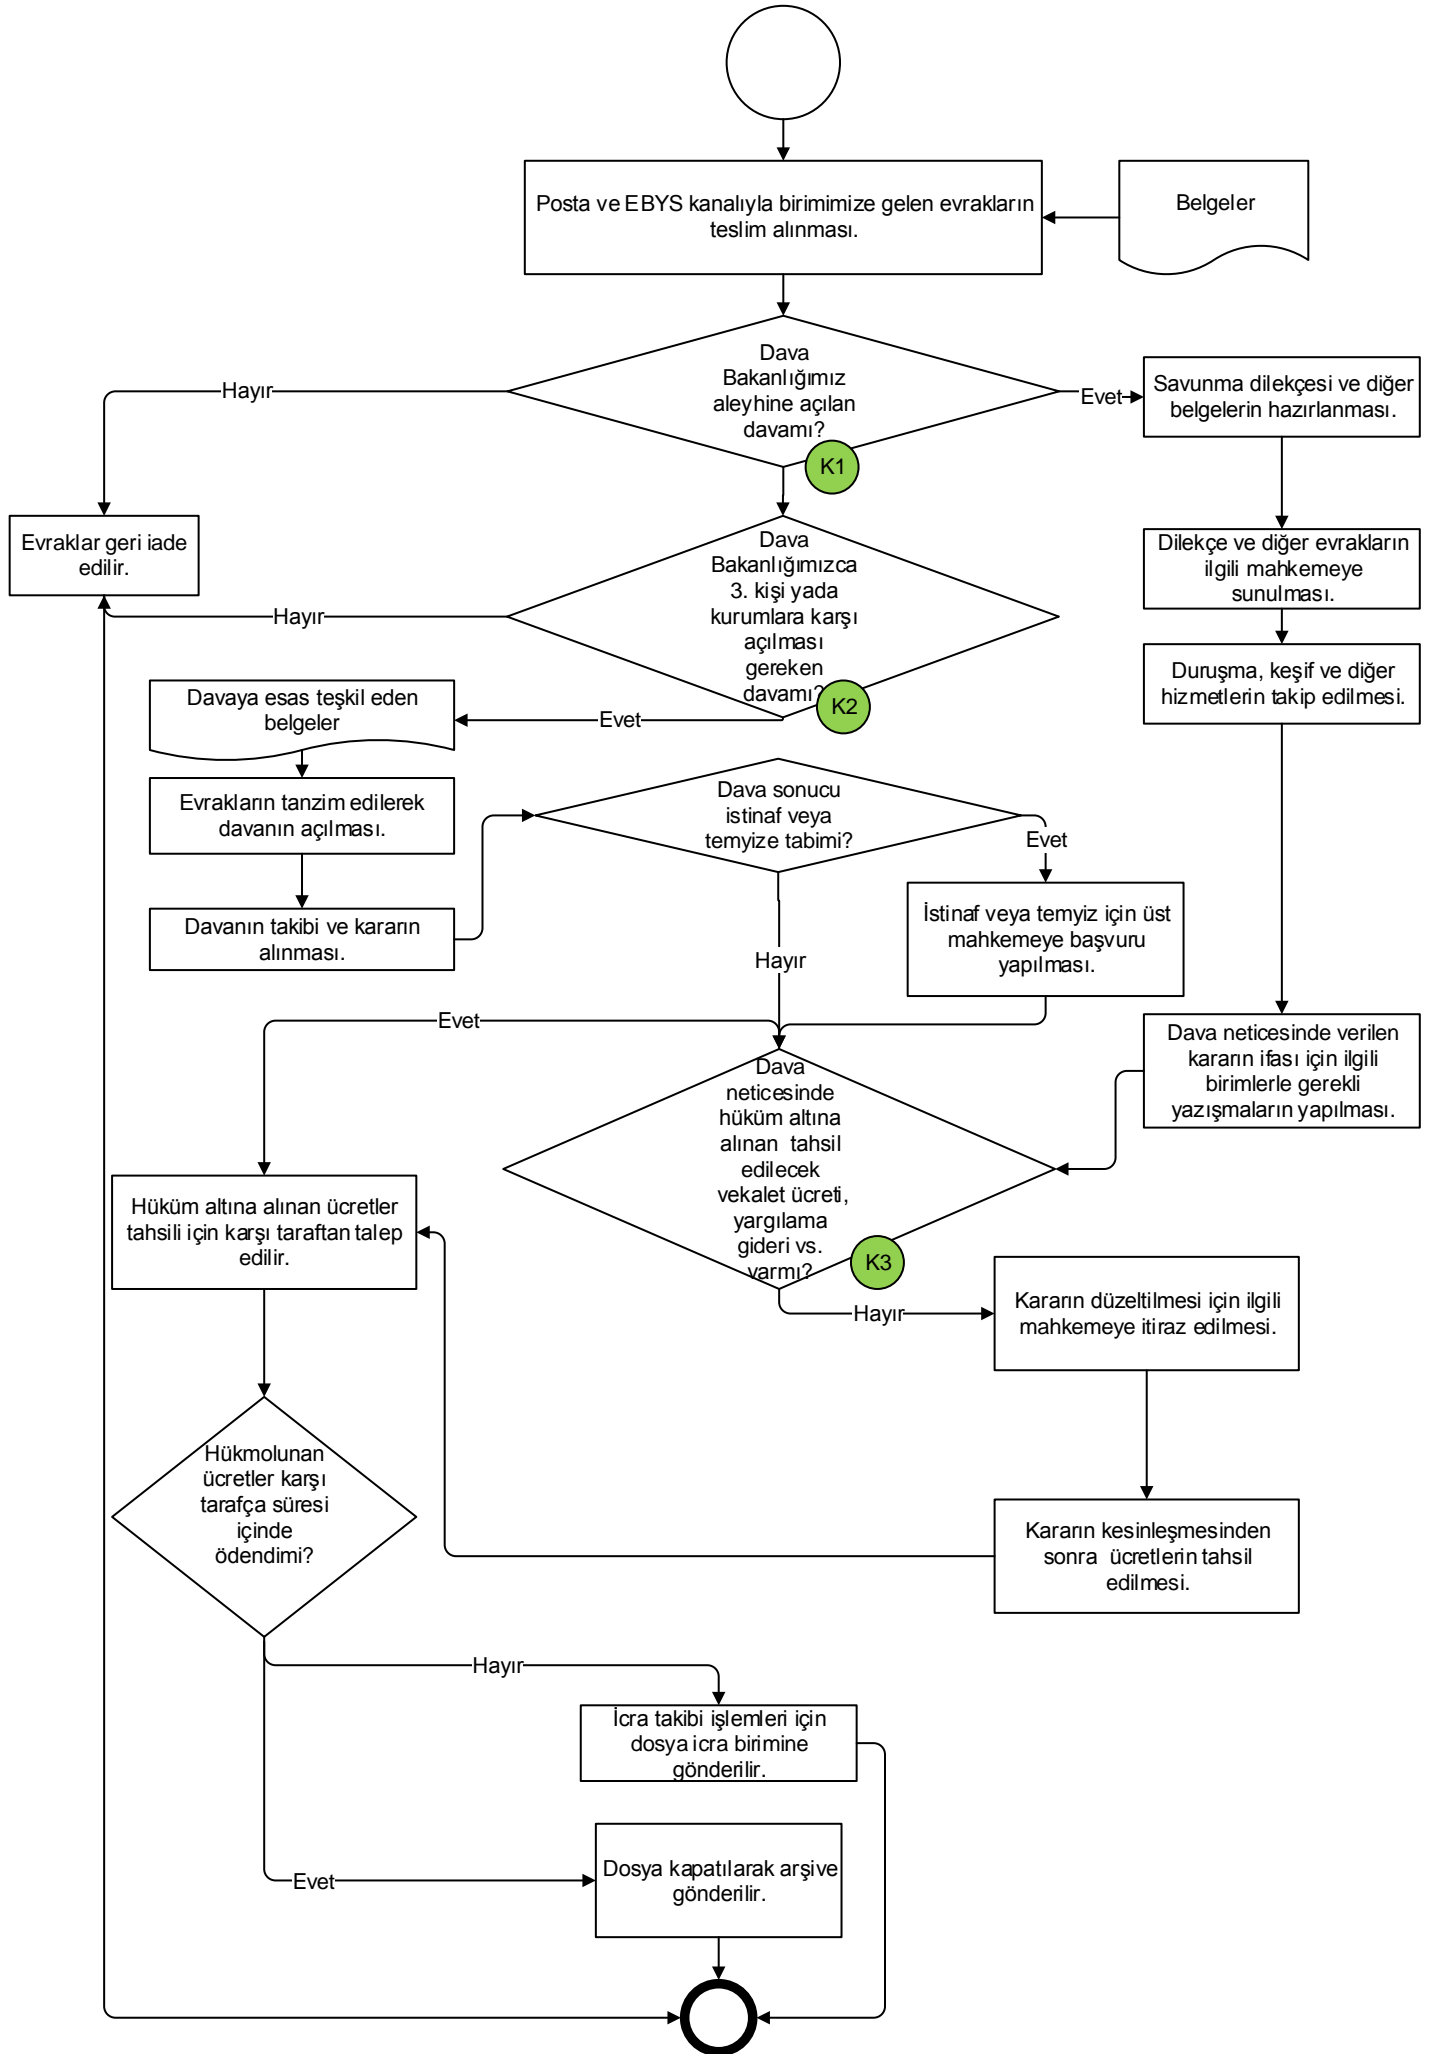 Posta ve EBYS kanalıyla birimimize gelen evrakların
teslim alınması.
Belgeler
Dava
Bakanlığımız
aleyhine açılan
davamı?
K1
Hayır
Evet
Savunma dilekçesi ve diğer
belgelerin hazırlanması.
Evraklar geri iade
edilir.
Dava
Bakanlığımızca
3. kişi yada
kurumlara karşı
açılması
gereken
davamı?
K2
Hayır
Evet
Dilekçe ve diğer evrakların
ilgili mahkemeye
sunulması.
Duruşma, keşif ve diğer
hizmetlerin takip edilmesi.
Davaya esas teşkil eden
belgeler
Evrakların tanzim edilerek
davanın açılması.
Davanın takibi ve kararın
alınması.
Dava sonucu
istinaf veya
temyize tabimi?
Evet
Hayır
İstinaf veya temyiz için üst
mahkemeye başvuru
yapılması.
Dava neticesinde verilen
kararın ifası için ilgili
birimlerle gerekli
yazışmaların yapılması.
Evet
Dava
neticesinde
hüküm altına
alınan tahsil
edilecek
vekalet ücreti,
yargılama
gideri vs.
varmı?
K3
Hayır
Hüküm altına alınan ücretler
tahsili için karşı taraftan talep
edilir.
Kararın düzeltilmesi için ilgili
mahkemeye itiraz edilmesi.
Hükmolunan
ücretler karşı
tarafça süresi
içinde
ödendimi?
Kararın kesinleşmesinden
sonra ücretlerin tahsil
edilmesi.
Hayır
İcra takibi işlemleri için
dosya icra birimine
gönderilir.
Evet
Dosya kapatılarak arşive
gönderilir.